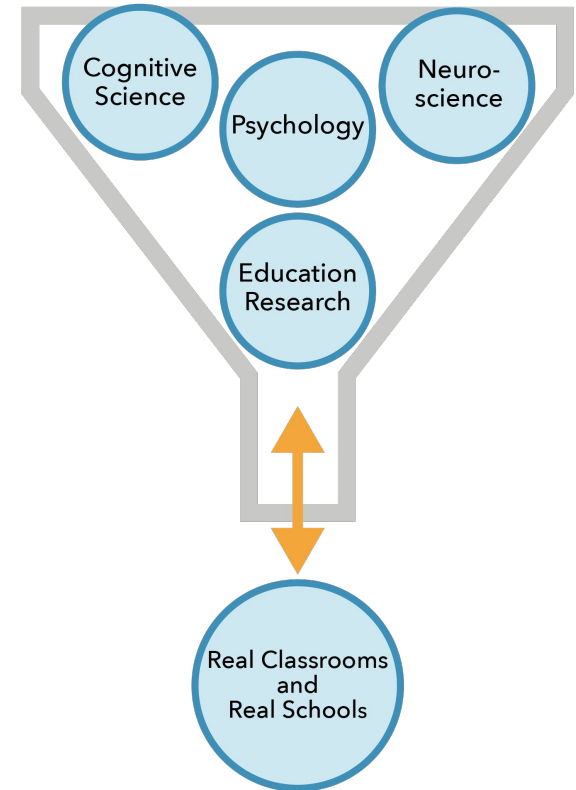 Cognitive
Science
Psychology
Neuro-
science
Education
Research
Real Classrooms
and
Real Schools